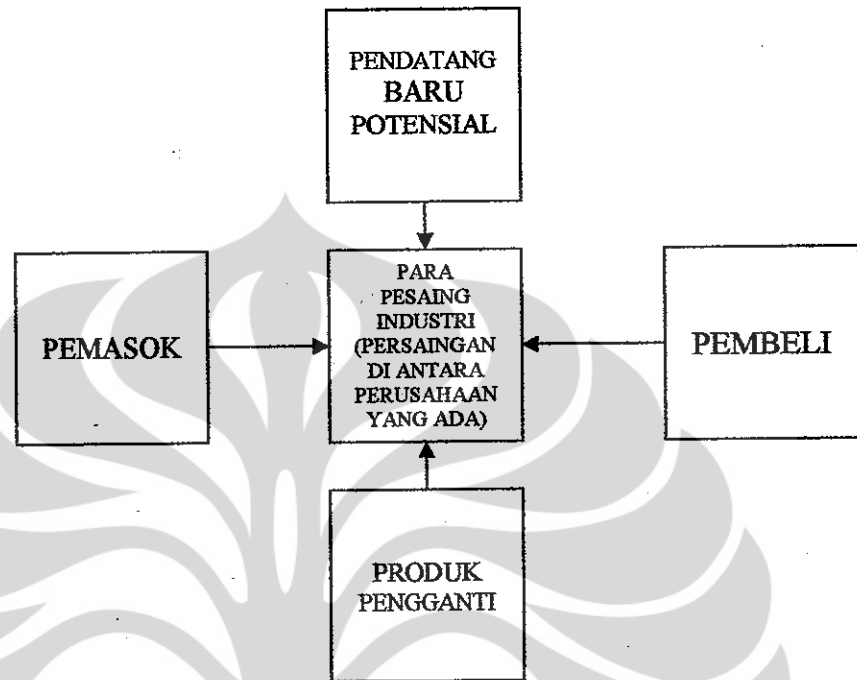 PENDATANG
BARU
POTENSIAL
PEMASOK
PARA
PESAING
INDUSTRI
(PERSAINGAN
DI ANTARA
PERUSAHAAN
YANG ADA)
PEMBELI
PRODUK
PENGGANTI